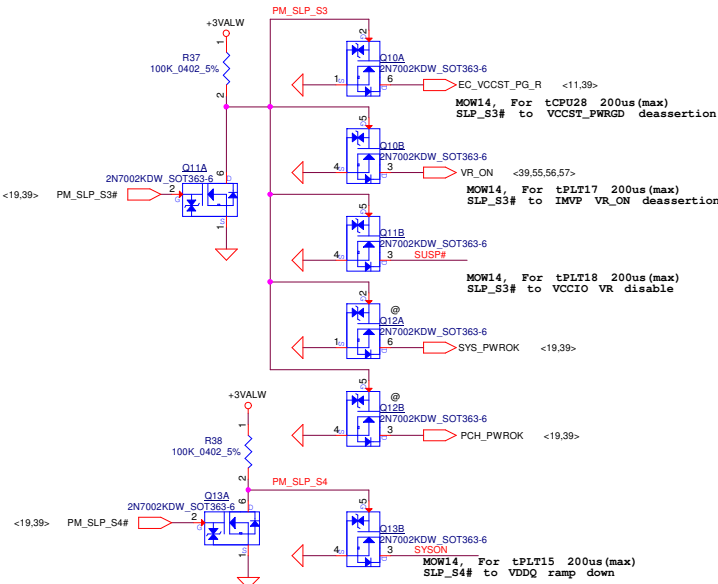 PM_SLP_S3
+3VALW
1
R37
100K_0402_5%
2
2
Q10A
2N7002KDW_SOT363-6
1
6
EC_VCCST_PG_R <11,39>
MOW14, For tCPU28 200us(max)
SLP_S3# to VCCST_PWRGD deassertion
5
Q10B
2N7002KDW_SOT363-6
4
3
VR_ON <39,55,56,57>
MOW14, For tPLT17 200us(max)
SLP_S3# to IMVP VR_ON deassertion
Q11A
2N7002KDW_SOT363-6
6
D
<19,39> PM_SLP_S3# 2
G
S
1
5
Q11B
2N7002KDW_SOT363-6
4
3
SUSP#
MOW14, For tPLT18 200us(max)
SLP_S3# to VCCIO VR disable
2
@
Q12A
2N7002KDW_SOT363-6
1
6
SYS_PWROK <19,39>
5
@
Q12B
2N7002KDW_SOT363-6
4
3
PCH_PWROK <19,39>
+3VALW
1
R38
100K_0402_5%
2
PM_SLP_S4
Q13A
2N7002KDW_SOT363-6
6
D
<19,39> PM_SLP_S4# 2
G
S
1
5
Q13B
2N7002KDW_SOT363-6
4
3
SYSON
MOW14, For tPLT15 200us(max)
SLP_S4# to VDDQ ramp down